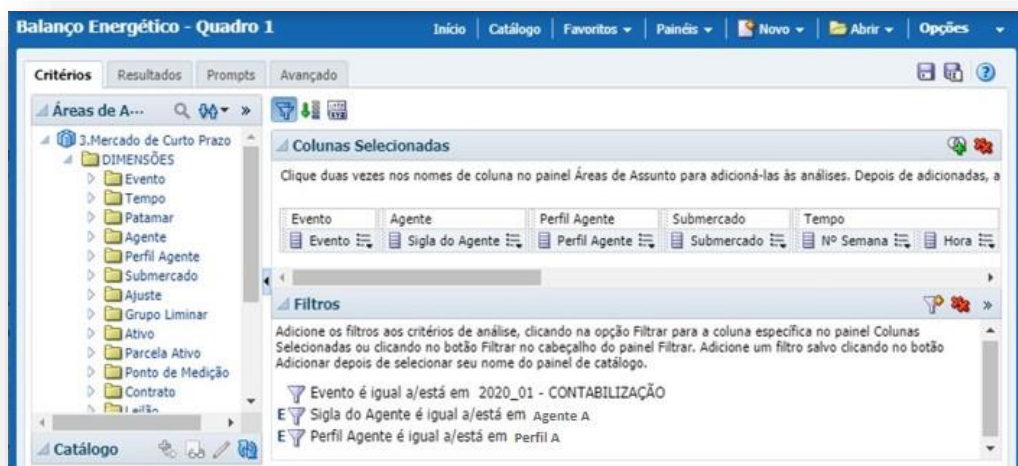 Balanço Energético - Quadro 1
Início Catálogo Favoritos Painéis Novo Abrir Opções
Critérios Resultados Prompts Avançado
Áreas de A...
3.Mercado de Curto Prazo
DIMENSÕES
Evento
Tempo
Patamar
Agente
Perfil Agente
Submercado
Ajuste
Grupo Liminar
Ativo
Parcela Ativo
Ponto de Medição
Contrato
Leilão
Catálogo
Colunas Selecionadas
Clique duas vezes nos nomes de coluna no painel Áreas de Assunto para adicioná-las às análises. Depois de adicionadas, a
Evento Agente Perfil Agente Submercado Tempo
Evento Sigla do Agente Perfil Agente Submercado Nº Semana Hora
Filtros
Adicione os filtros aos critérios de análise, clicando na opção Filtrar para a coluna específica no painel Colunas
Selecionadas ou clicando no botão Filtrar no cabeçalho do painel Filtrar. Adicione um filtro salvo clicando no botão
Adicionar depois de selecionar seu nome do painel de catálogo.
Evento é igual a/está em 2020_01 - CONTABILIZAÇÃO
E Sigla do Agente é igual a/está em Agente A
E Perfil Agente é igual a/está em Perfil A